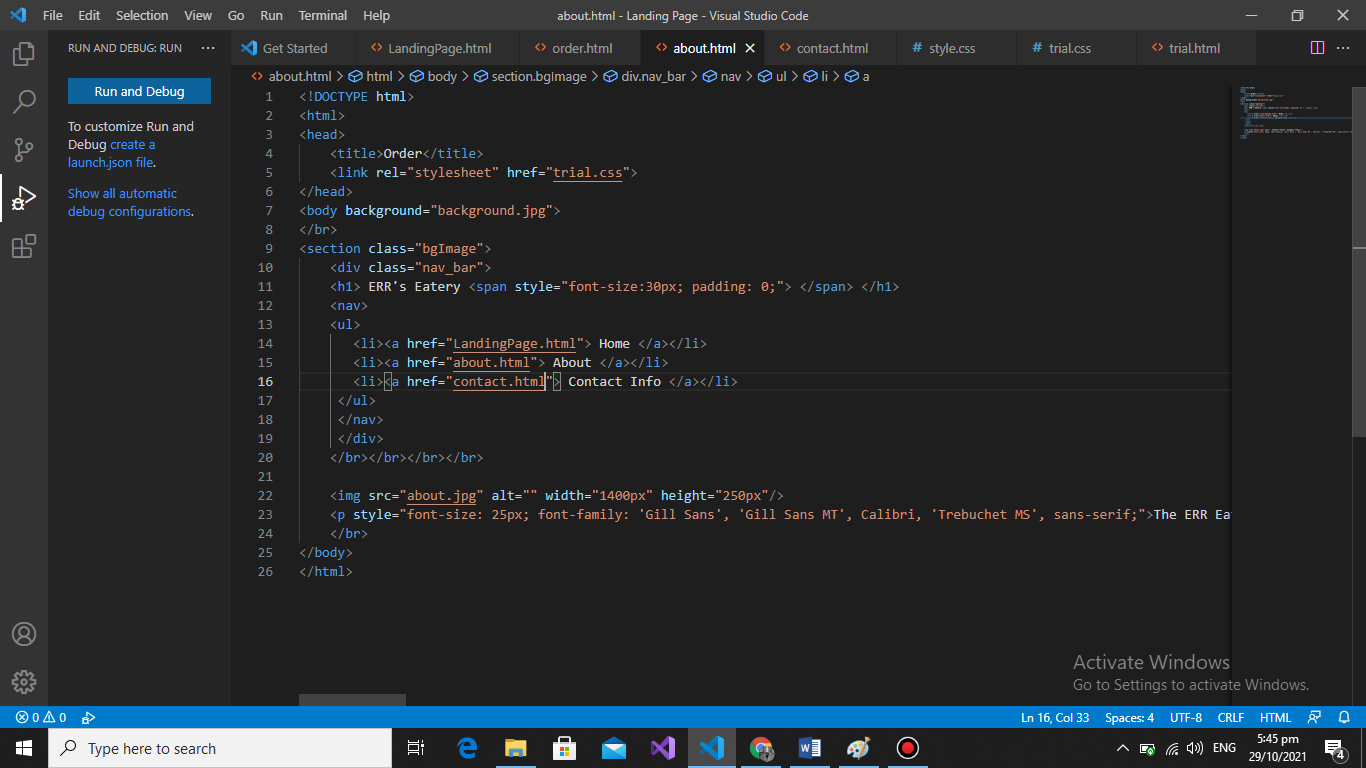 File Edit Selection View Go Run Terminal Help about.html - Landing Page - Visual Studio Code
RUN AND DEBUG: RUN ··· Get Started <> LandingPage.html <> order.html <> about.html × <> contact.html # style.css # trial.css <> trial.html ···
<> about.html > html > body > section.bgImage > div.nav_bar > nav > ul > li > a
Run and Debug
To customize Run and
Debug create a
launch.json file.
Show all automatic
debug configurations.
1 <!DOCTYPE html>
2 <html>
3 <head>
4 <title>Order</title>
5 <link rel="stylesheet" href="trial.css">
6 </head>
7 <body background="background.jpg">
8 </br>
9 <section class="bgImage">
10 <div class="nav_bar">
11 <h1> ERR's Eatery <span style="font-size:30px; padding: 0;"> </span> </h1>
12 <nav>
13 <ul>
14 <li><a href="LandingPage.html"> Home </a></li>
15 <li><a href="about.html"> About </a></li>
16 <li><a href="contact.html"> Contact Info </a></li>
17 </ul>
18 </nav>
19 </div>
20 </br></br></br></br>
21
22 <img src="about.jpg" alt="" width="1400px" height="250px"/>
23 <p style="font-size: 25px; font-family: 'Gill Sans', 'Gill Sans MT', Calibri, 'Trebuchet MS', sans-serif;">The ERR Ea
24 </br>
25 </body>
26 </html>
Activate Windows
Go to Settings to activate Windows.
0 0 Ln 16, Col 33 Spaces: 4 UTF-8 CRLF HTML
Type here to search ENG 5:45 pm
29/10/2021 4